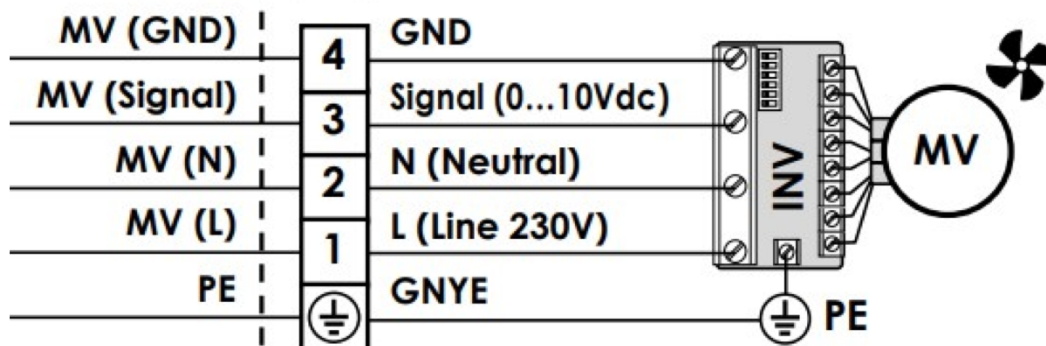 MV (GND) 4 GND
MV (Signal) 3 Signal (0...10Vdc)
MV (N) 2 N (Neutral)
MV (L) 1 L (Line 230V)
PE GNYE
INV
MV
PE